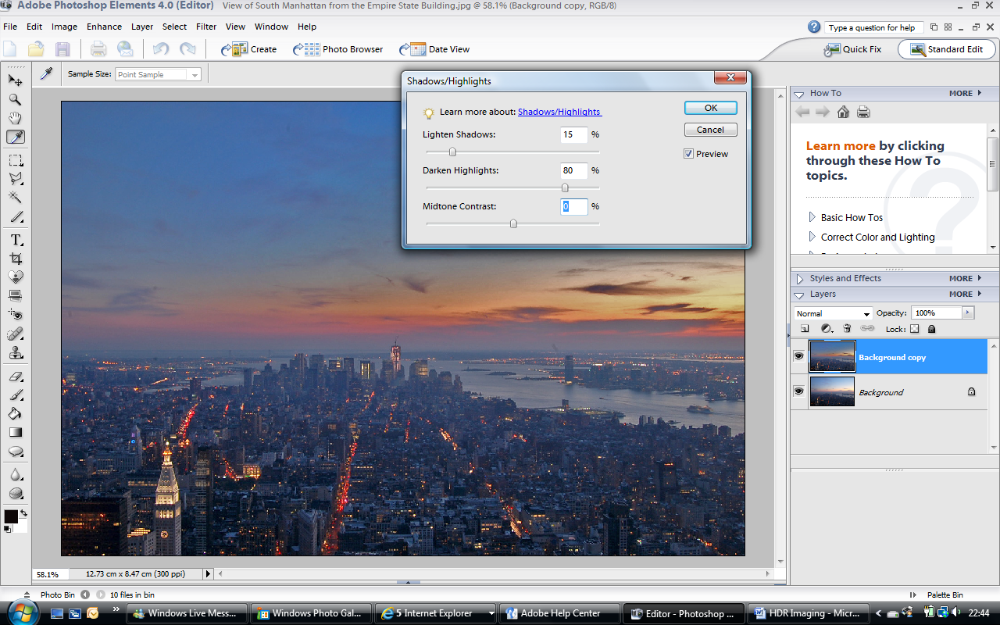 Adobe Photoshop Elements 4.0 (Editor) View of South Manhattan from the Empire State Building.jpg @ 58.1% (Background copy, RGB/8)
File Edit Image Enhance Layer Select Filter View Window Help
Type a question for help
Create Photo Browser Date View Quick Fix Standard Edit
Sample Size: Point Sample
Shadows/Highlights
Learn more about: Shadows/Highlights
OK
Lighten Shadows: 15 %
Cancel
Preview
Darken Highlights: 80 %
Midtone Contrast: 0 %
How To MORE
Learn more by clicking
through these How To
topics.
Basic How Tos
Correct Color and Lighting
Styles and Effects MORE
Layers MORE
Normal Opacity: 100%
Lock:
Background copy
Background
58.1% 12.73 cm x 8.47 cm (300 ppi)
Photo Bin 10 files in bin Palette Bin
Windows Live Mess... Windows Photo Gal... 5 Internet Explorer Adobe Help Center Editor - Photoshop ... HDR Imaging - Micr... 22:44